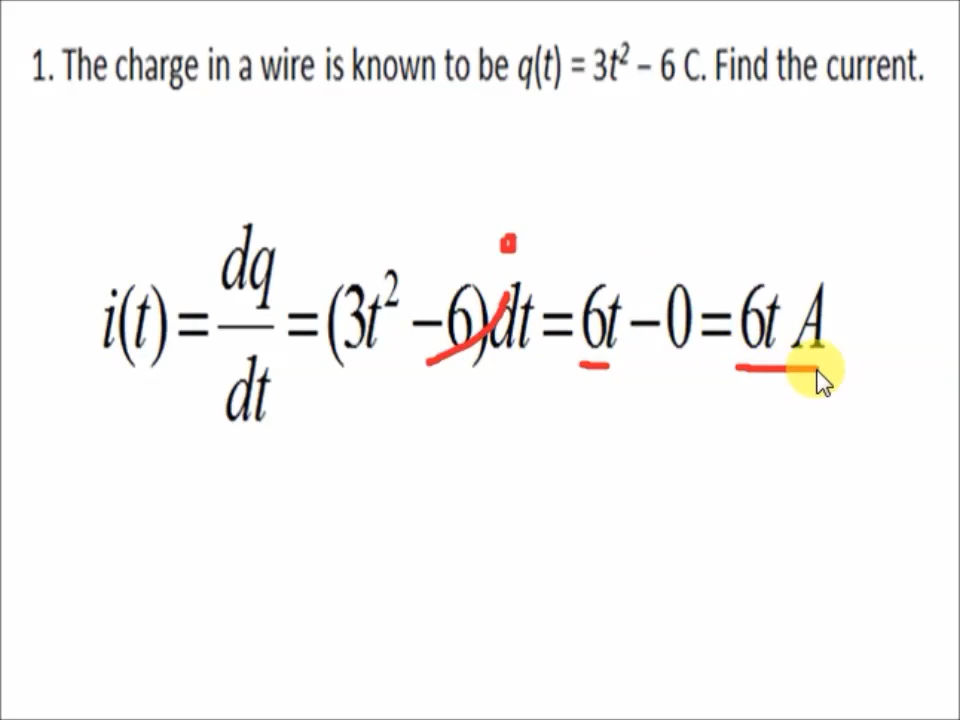 1. The charge in a wire is known to be q(t) = 3t² – 6 C. Find the current.
i(t) = dq/dt = (3t² – 6)dt = 6t – 0 = 6t A